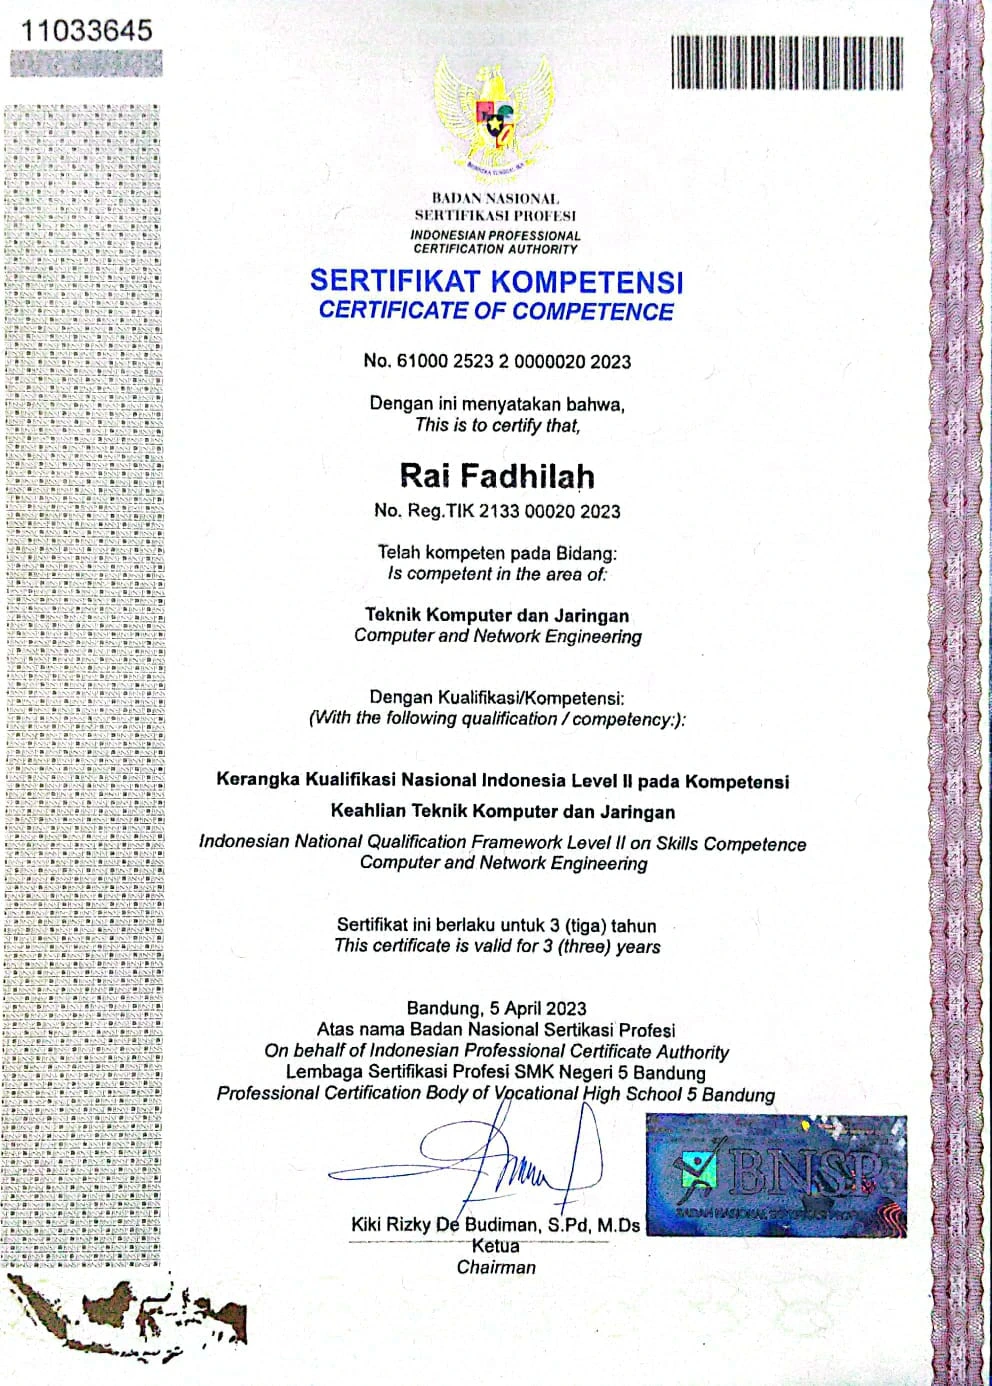 11033645
BADAN NASIONAL
SERTIFIKASI PROFESI
INDONESIAN PROFESSIONAL
CERTIFICATION AUTHORITY
SERTIFIKAT KOMPETENSI
CERTIFICATE OF COMPETENCE
No. 61000 2523 2 0000020 2023
Dengan ini menyatakan bahwa,
This is to certify that,
Rai Fadhilah
No. Reg.TIK 2133 00020 2023
Telah kompeten pada Bidang:
Is competent in the area of:
Teknik Komputer dan Jaringan
Computer and Network Engineering
Dengan Kualifikasi/Kompetensi:
(With the following qualification / competency:):
Kerangka Kualifikasi Nasional Indonesia Level II pada Kompetensi
Keahlian Teknik Komputer dan Jaringan
Indonesian National Qualification Framework Level II on Skills Competence
Computer and Network Engineering
Sertifikat ini berlaku untuk 3 (tiga) tahun
This certificate is valid for 3 (three) years
Bandung, 5 April 2023
Atas nama Badan Nasional Sertikasi Profesi
On behalf of Indonesian Professional Certificate Authority
Lembaga Sertifikasi Profesi SMK Negeri 5 Bandung
Professional Certification Body of Vocational High School 5 Bandung
BNSP
BADAN NASIONAL SERTIFIKASI PROFESI
Kiki Rizky De Budiman, S.Pd, M.Ds
Ketua
Chairman